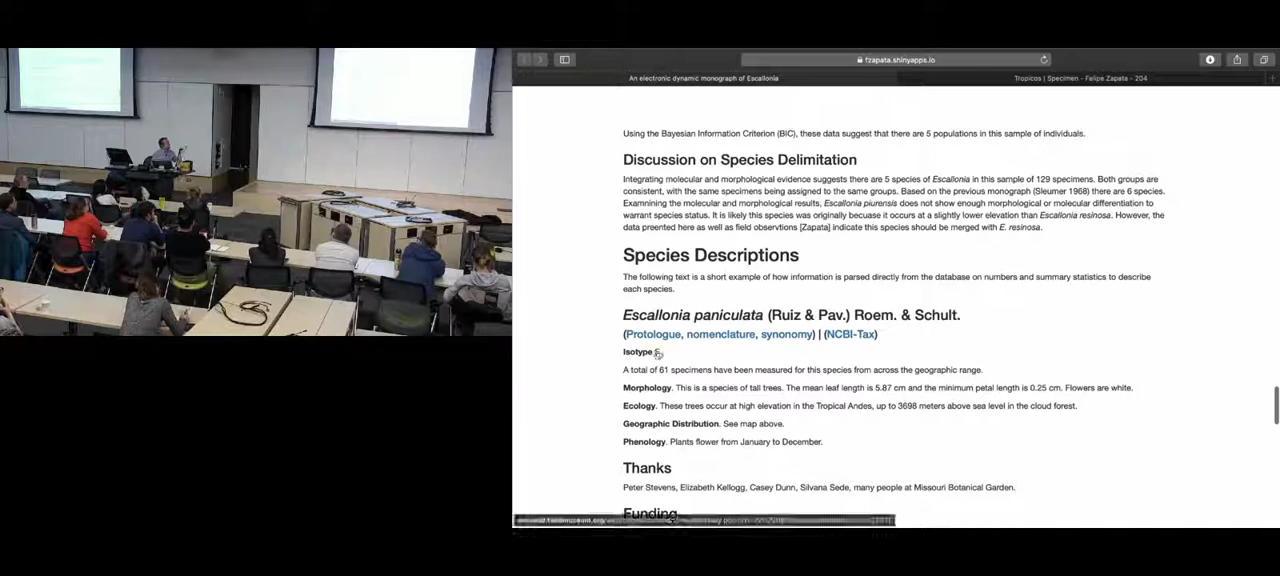 fzapata.shinyapps.io
An electronic dynamic monograph of Escallonia
Tropicos | Specimen - Felipe Zapata - 204
Using the Bayesian Information Criterion (BIC), these data suggest that there are 5 populations in this sample of individuals.
Discussion on Species Delimitation
Integrating molecular and morphological evidence suggests there are 5 species of Escallonia in this sample of 129 specimens. Both groups are
consistent, with the same specimens being assigned to the same groups. Based on the previous monograph (Sleumer 1968) there are 6 species.
Examining the molecular and morphological results, Escallonia piurensis does not show enough morphological or molecular differentiation to
warrant species status. It is likely this species was originally becuase it occurs at a slightly lower elevation than Escallonia resinosa. However, the
data preented here as well as field observtions [Zapata] indicate this species should be merged with E. resinosa.
Species Descriptions
The following text is a short example of how information is parsed directly from the database on numbers and summary statistics to describe
each species.
Escallonia paniculata (Ruiz & Pav.) Roem. & Schult.
(Protologue, nomenclature, synonomy) | (NCBI-Tax)
Isotype
A total of 61 specimens have been measured for this species from across the geographic range.
Morphology. This is a species of tall trees. The mean leaf length is 5.87 cm and the minimum petal length is 0.25 cm. Flowers are white.
Ecology. These trees occur at high elevation in the Tropical Andes, up to 3698 meters above sea level in the cloud forest.
Geographic Distribution. See map above.
Phenology. Plants flower from January to December.
Thanks
Peter Stevens, Elizabeth Kellogg, Casey Dunn, Silvana Sede, many people at Missouri Botanical Garden.
Funding